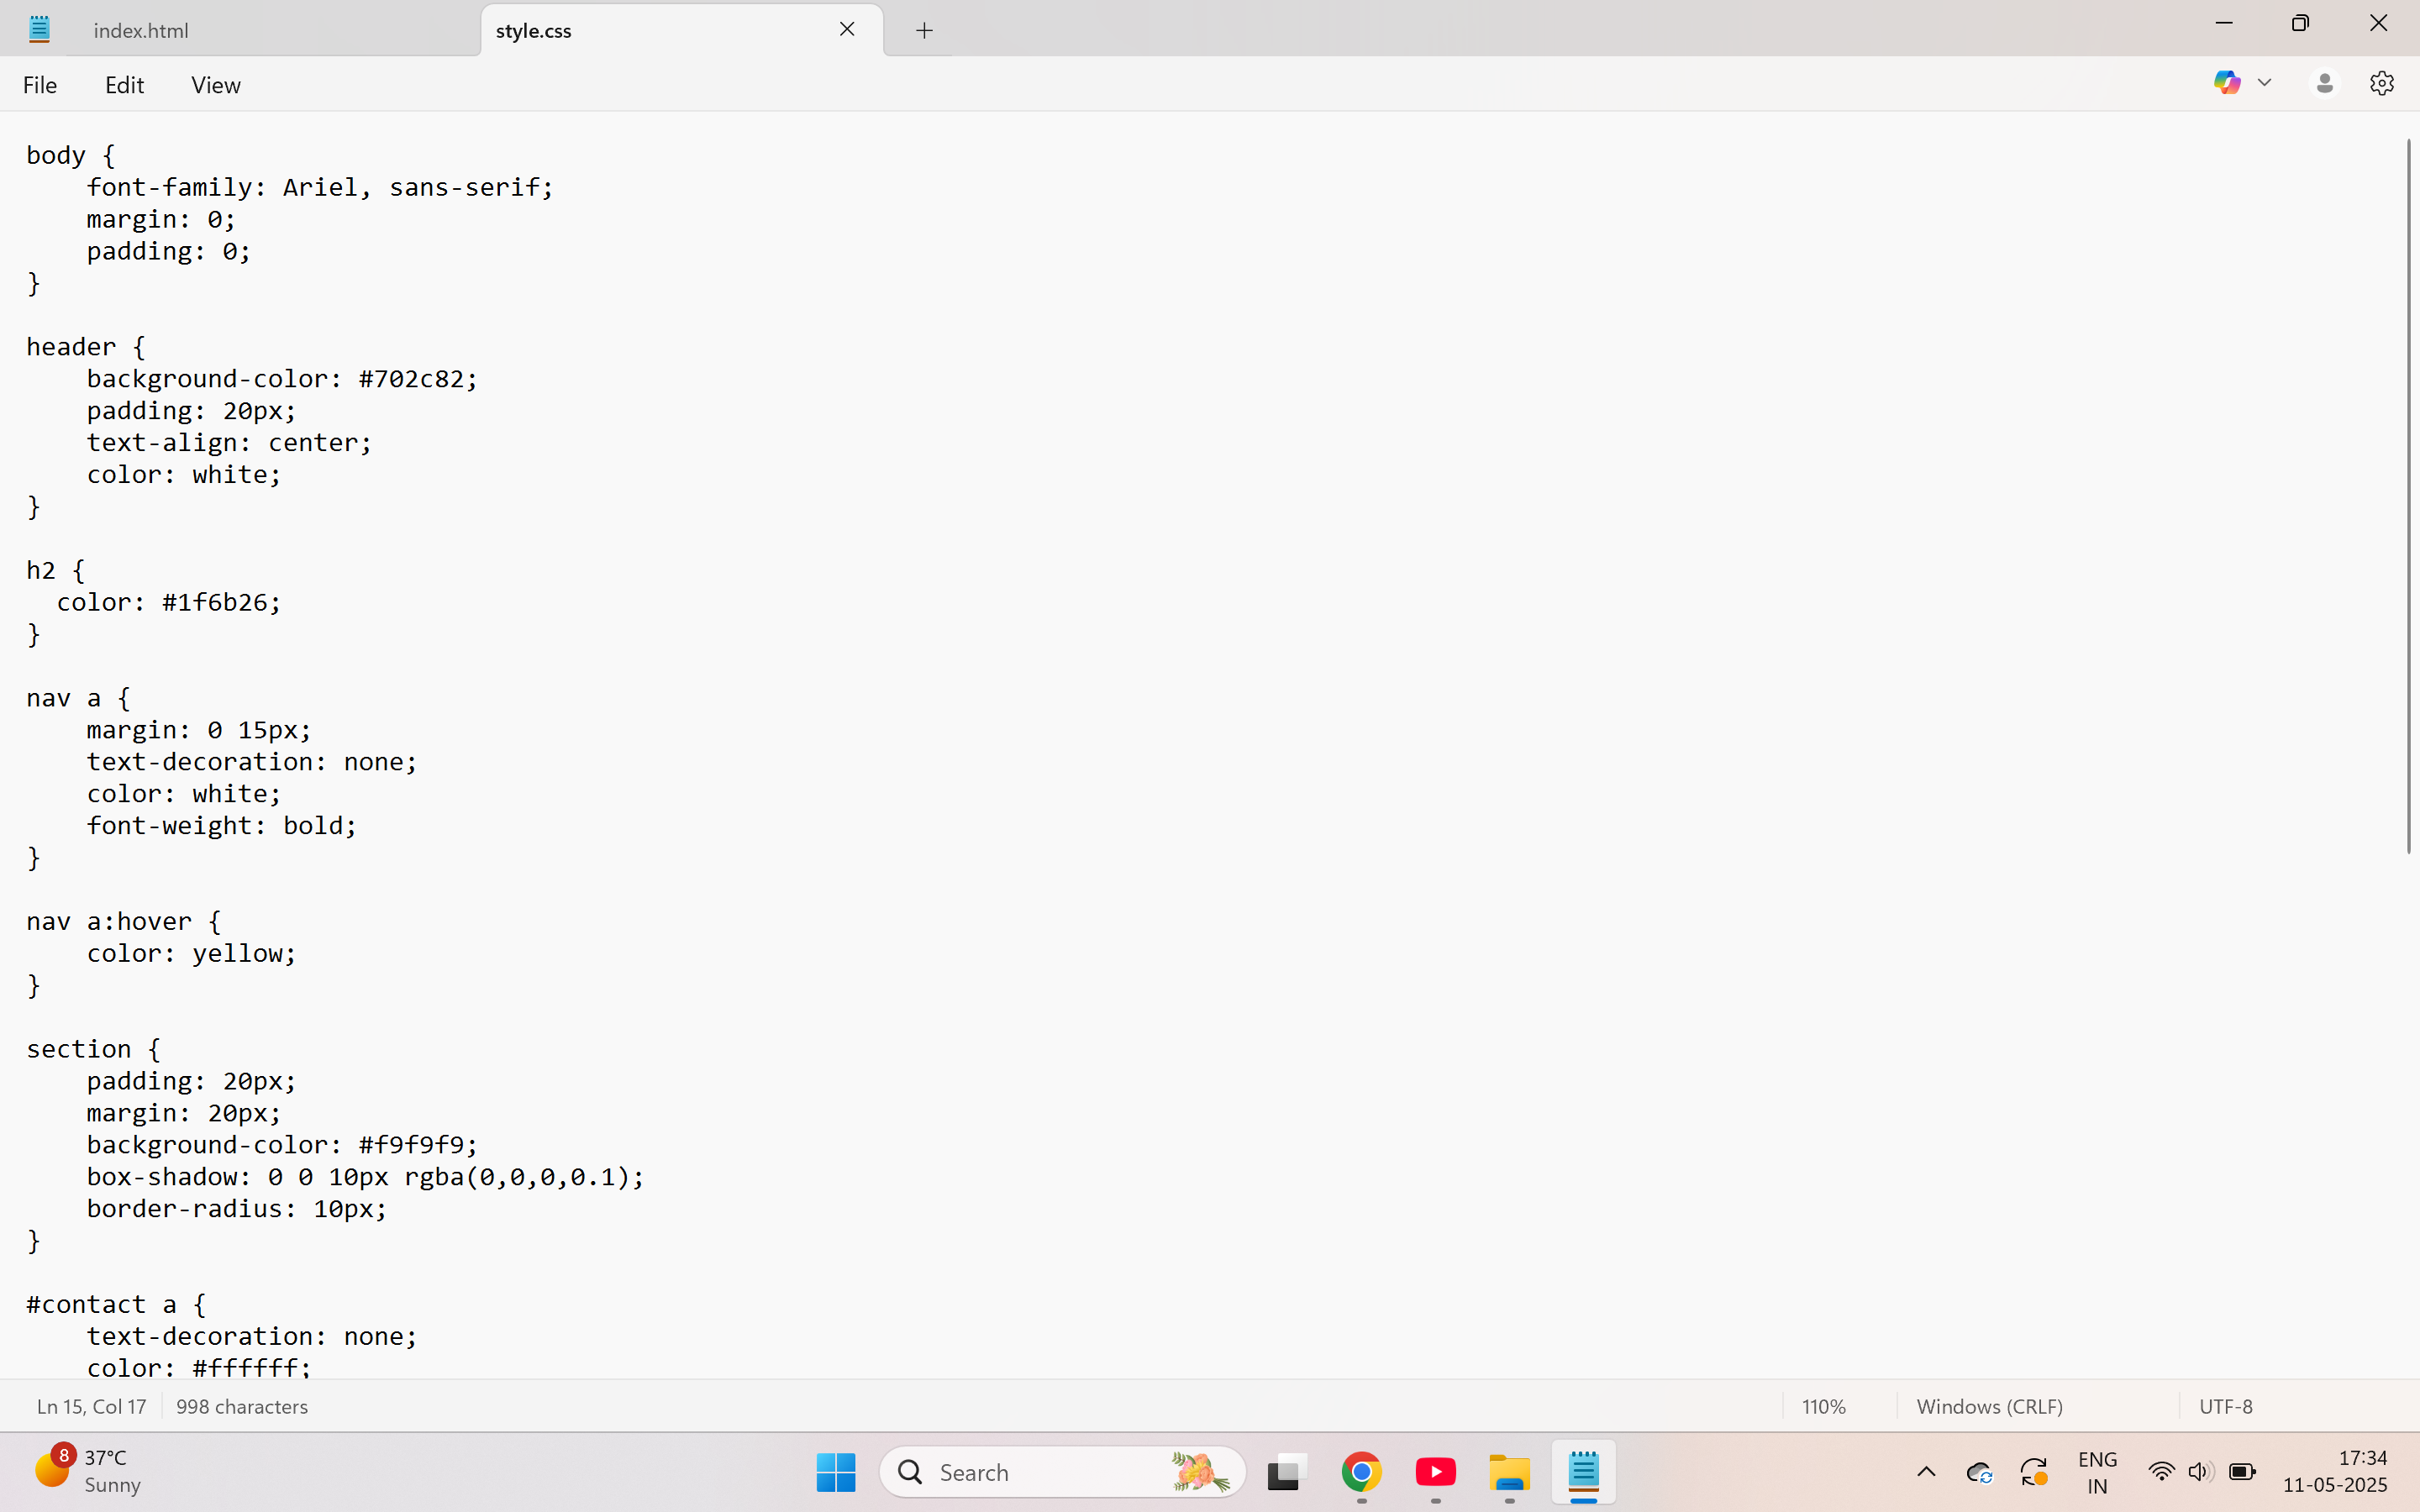 index.html
style.css
File Edit View
body {
    font-family: Ariel, sans-serif;
    margin: 0;
    padding: 0;
}
header {
    background-color: #702c82;
    padding: 20px;
    text-align: center;
    color: white;
}
h2 {
  color: #1f6b26;
}
nav a {
    margin: 0 15px;
    text-decoration: none;
    color: white;
    font-weight: bold;
}
nav a:hover {
    color: yellow;
}
section {
    padding: 20px;
    margin: 20px;
    background-color: #f9f9f9;
    box-shadow: 0 0 10px rgba(0,0,0,0.1);
    border-radius: 10px;
}
#contact a {
    text-decoration: none;
    color: #ffffff;
Ln 15, Col 17 998 characters 110% Windows (CRLF) UTF-8
8
37°C
Sunny
Search
ENG
IN
17:34
11-05-2025